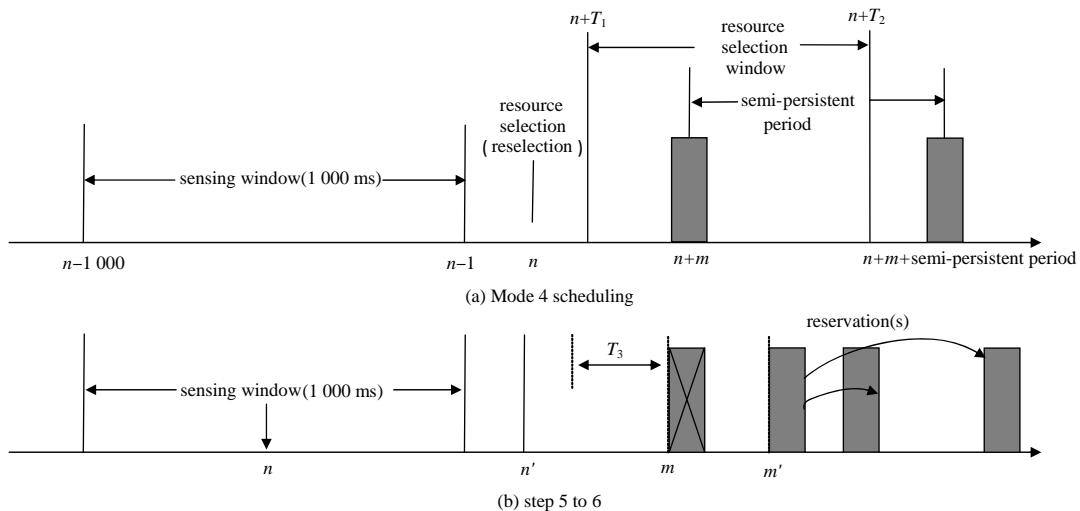 n+T1
n+T2
resource
selection
window
resource
selection
(reselection)
semi-persistent
period
sensing window(1 000 ms)
n−1 000
n−1
n
n+m
n+m+semi-persistent period
(a) Mode 4 scheduling
reservation(s)
T3
sensing window(1 000 ms)
n
n′
m
m′
(b) step 5 to 6